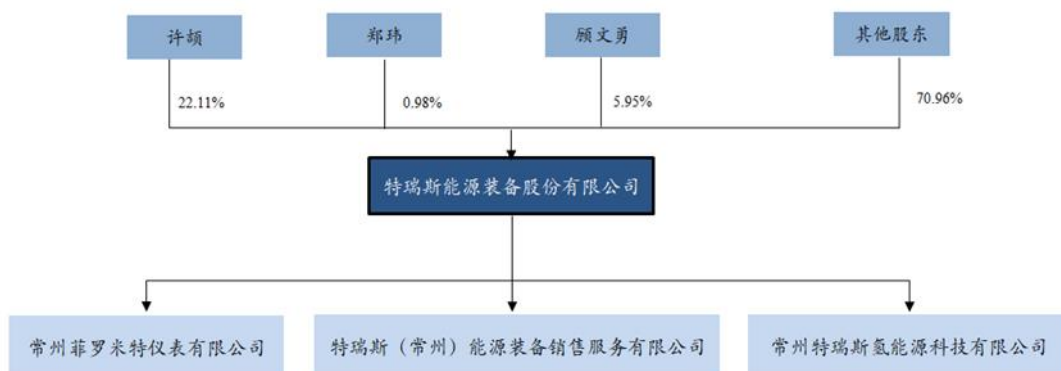 许颉
郑玮
顾文勇
其他股东
22.11%
0.98%
5.95%
70.96%
特瑞斯能源装备股份有限公司
常州菲罗米特仪表有限公司
特瑞斯（常州）能源装备销售服务有限公司
常州特瑞斯氢能源科技有限公司